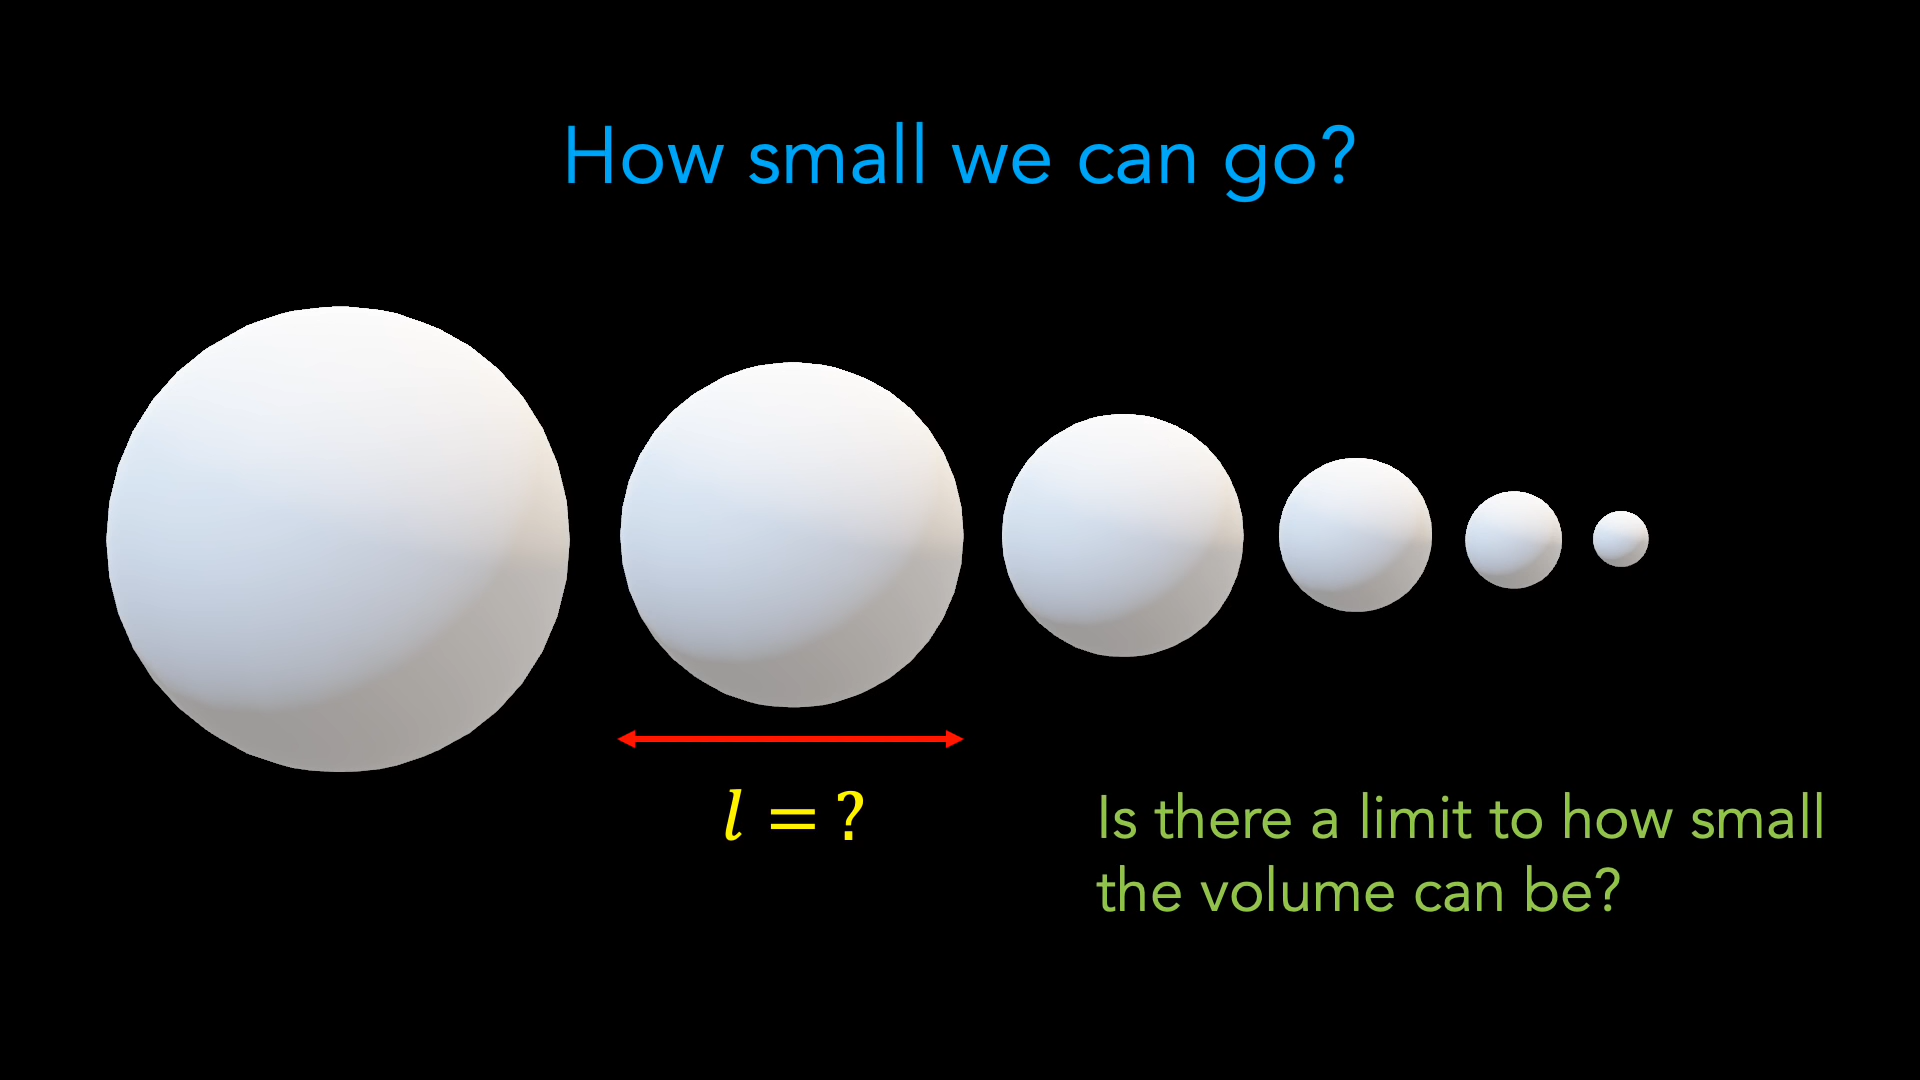 How small we can go?
l = ?
Is there a limit to how small
the volume can be?